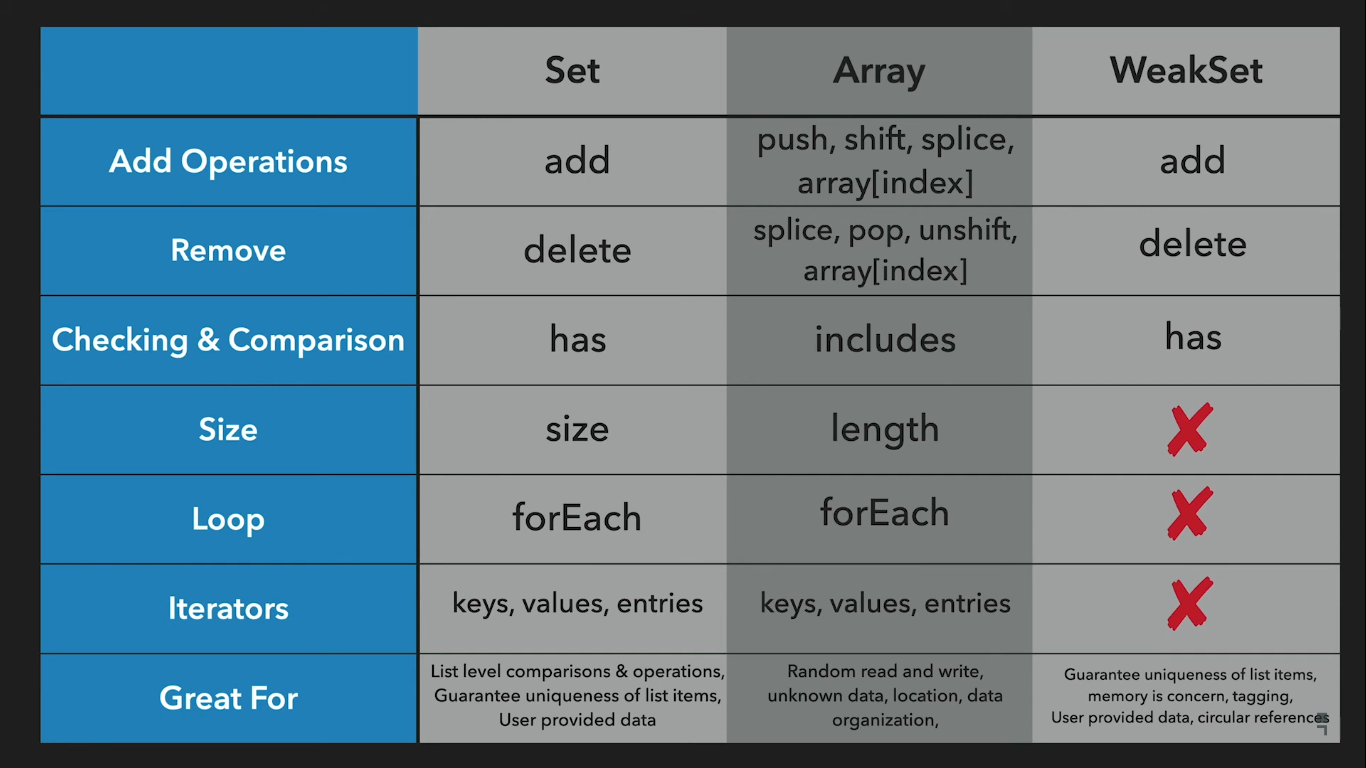 Set Array WeakSet
Add Operations add push, shift, splice, add
array[index]
Remove delete splice, pop, unshift, delete
array[index]
Checking & Comparison has includes has
Size size length
Loop forEach forEach
Iterators keys, values, entries keys, values, entries
Great For
List level comparisons & operations,
Guarantee uniqueness of list items,
User provided data
Random read and write,
unknown data, location, data
organization,
Guarantee uniqueness of list items,
memory is concern, tagging,
User provided data, circular references